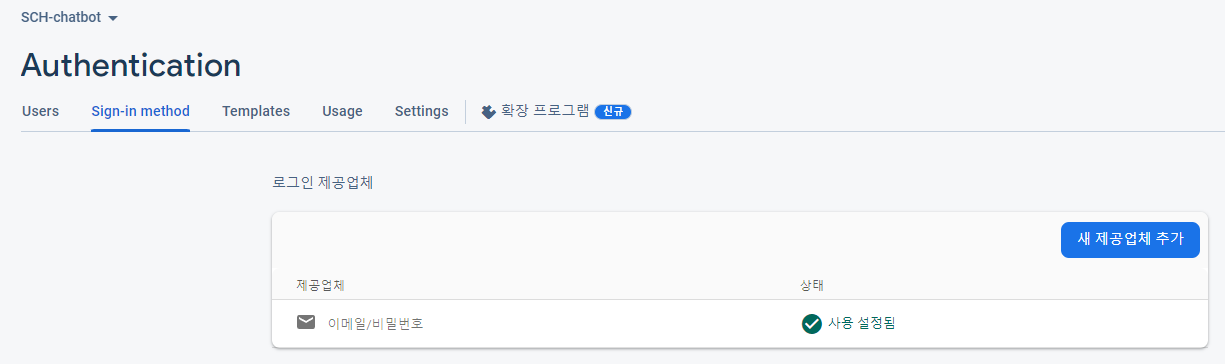 SCH-chatbot
Authentication
Users Sign-in method Templates Usage Settings 확장 프로그램 신규
로그인 제공업체
새 제공업체 추가
제공업체 상태
이메일/비밀번호 사용 설정됨